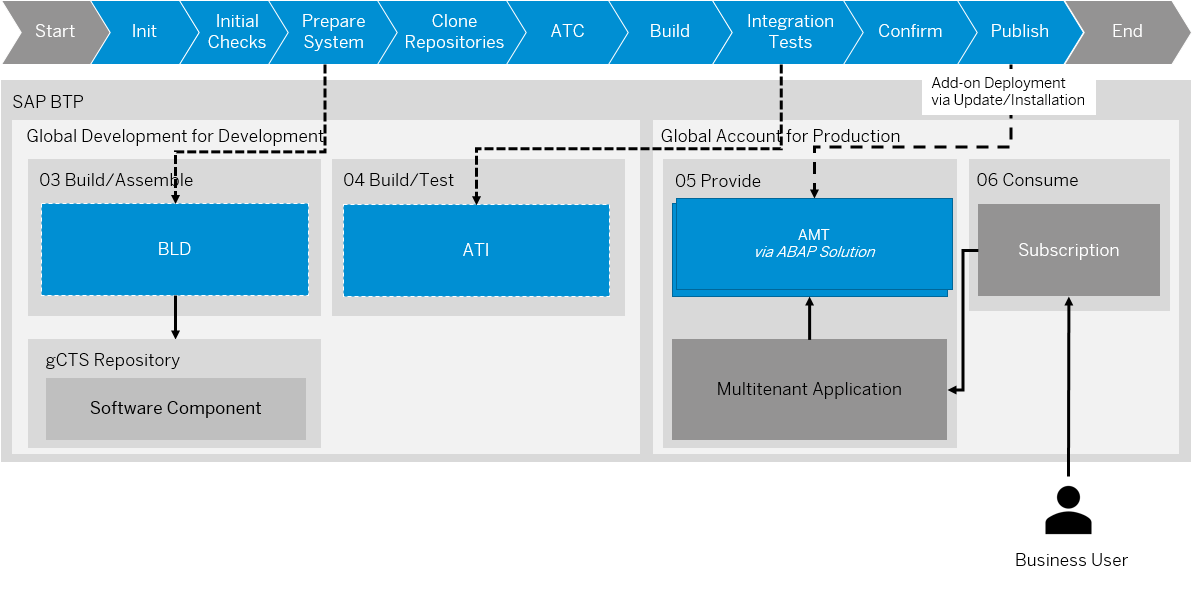 Start
Init
Initial
Checks
Prepare
System
Clone
Repositories
ATC
Build
Integration
Tests
Confirm
Publish
End
Add-on Deployment
via Update/Installation
SAP BTP
Global Development for Development
Global Account for Production
03 Build/Assemble
04 Build/Test
05 Provide
06 Consume
BLD
ATI
AMT
via ABAP Solution
Subscription
gCTS Repository
Software Component
Multitenant Application
Business User